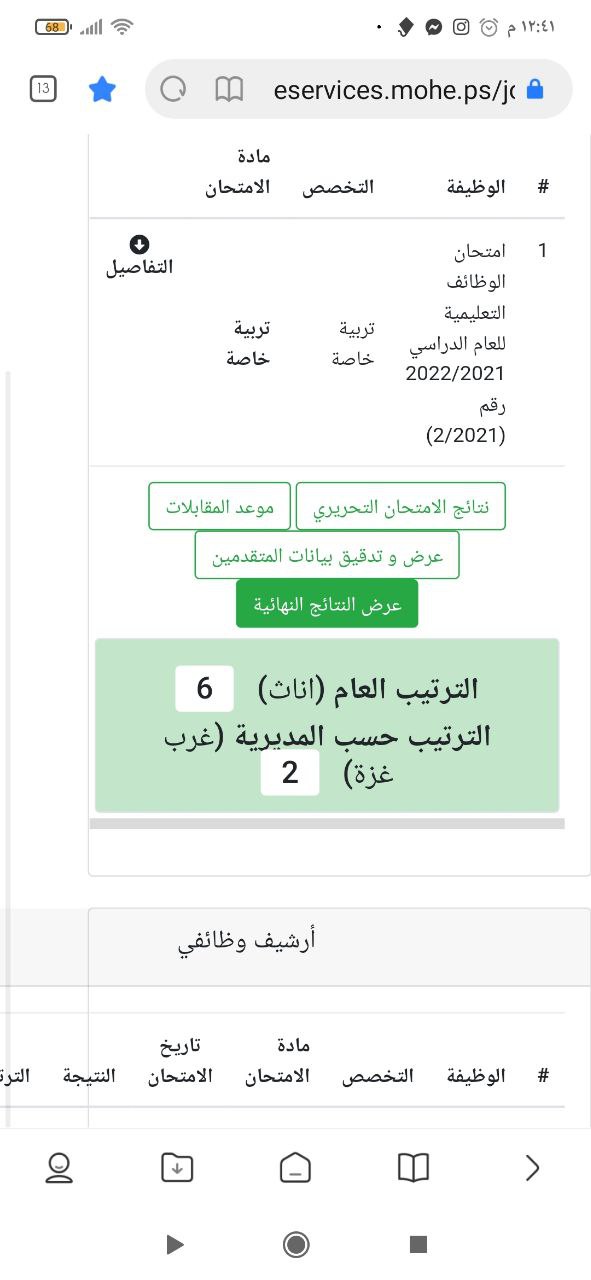 ١٢:٤١ م
68
13
eservices.mohe.ps/jo
# الوظيفة التخصص مادة الامتحان
1 امتحان
الوظائف
التعليمية
للعام الدراسي
2022/2021
رقم
(2/2021)
تربية
خاصة
تربية
خاصة
التفاصيل
نتائج الامتحان التحريري
موعد المقابلات
عرض و تدقيق بيانات المتقدمين
عرض النتائج النهائية
الترتيب العام (اناث) 6
الترتيب حسب المديرية (غرب
غزة) 2
أرشيف وظائفي
# الوظيفة التخصص مادة الامتحان تاريخ الامتحان النتيجة